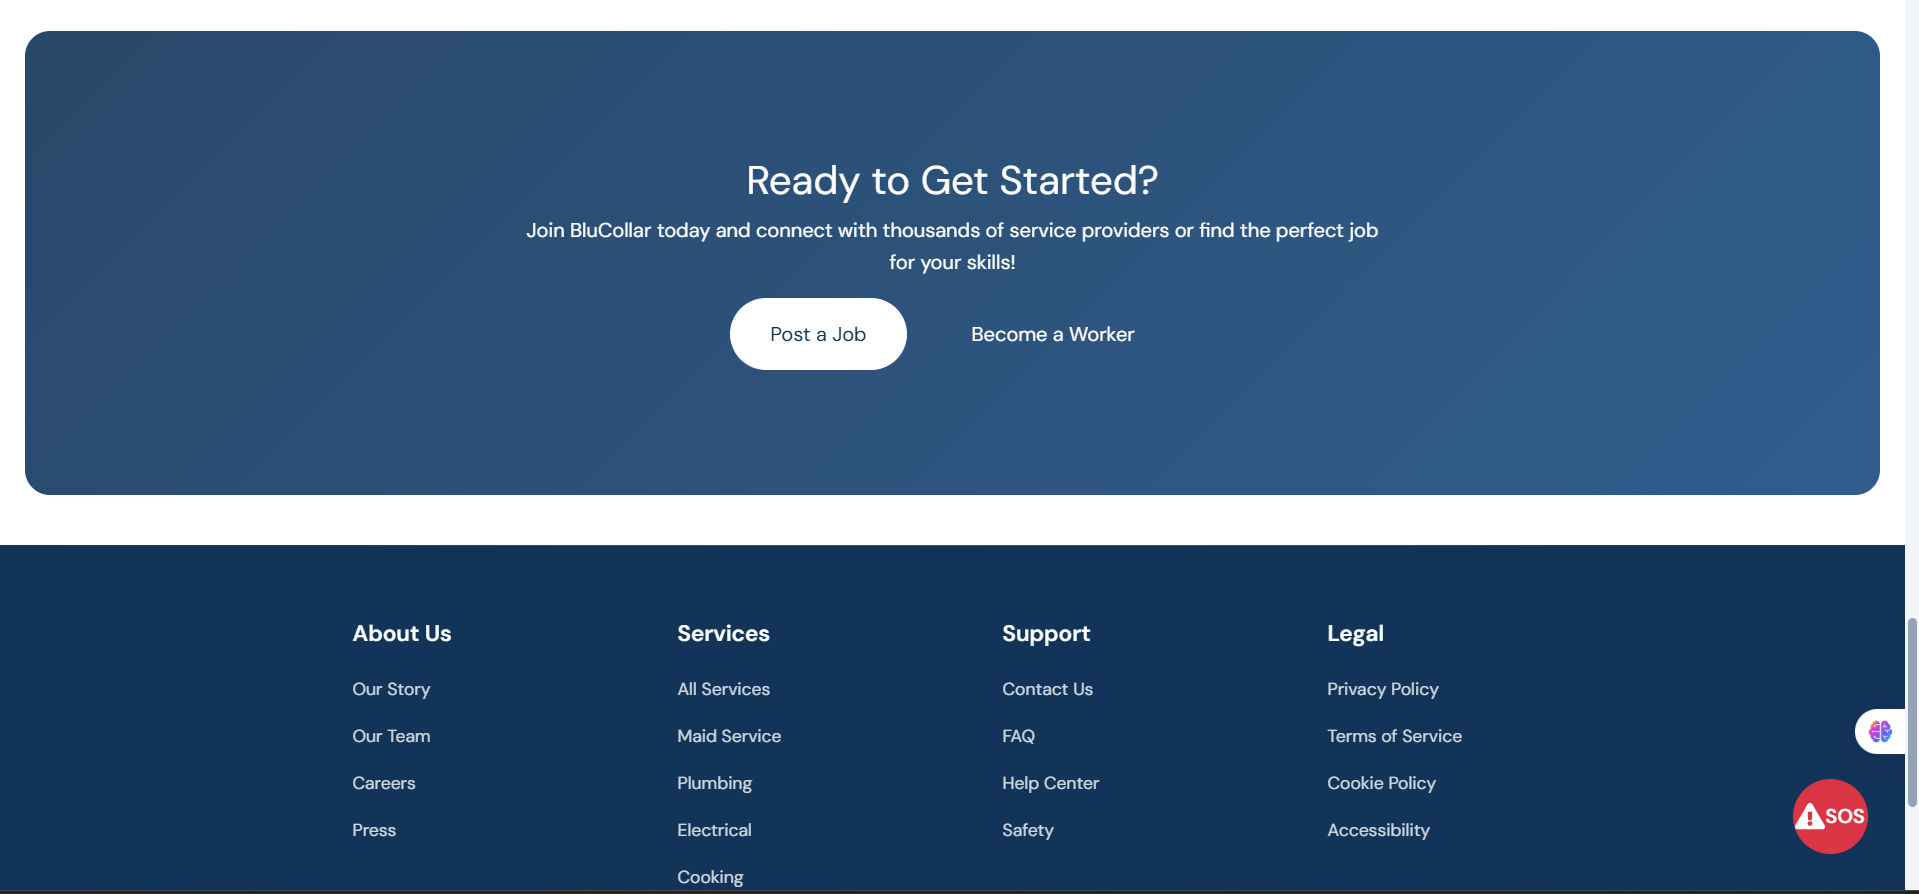 Ready to Get Started?
Join BluCollar today and connect with thousands of service providers or find the perfect job
for your skills!
Post a Job
Become a Worker
About Us
Our Story
Our Team
Careers
Press
Services
All Services
Maid Service
Plumbing
Electrical
Cooking
Support
Contact Us
FAQ
Help Center
Safety
Legal
Privacy Policy
Terms of Service
Cookie Policy
Accessibility
SOS